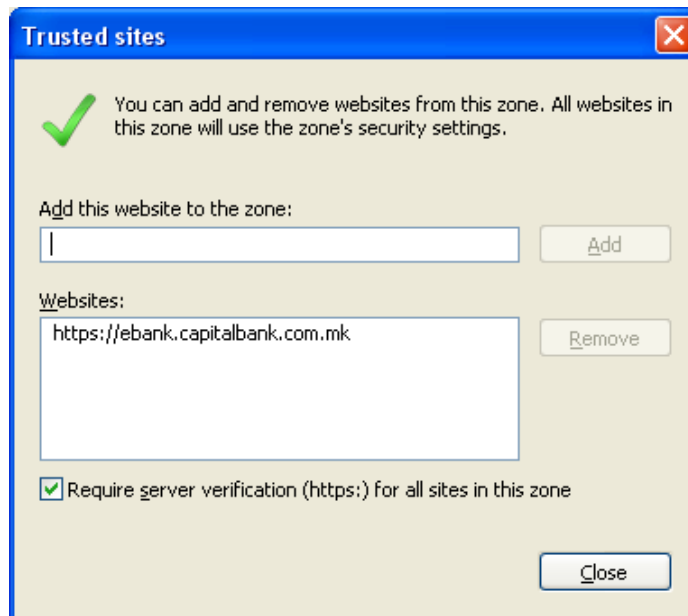 Trusted sites
You can add and remove websites from this zone. All websites in
this zone will use the zone's security settings.
Add this website to the zone:
Add
Websites:
https://ebank.capitalbank.com.mk
Remove
Require server verification (https:) for all sites in this zone
Close